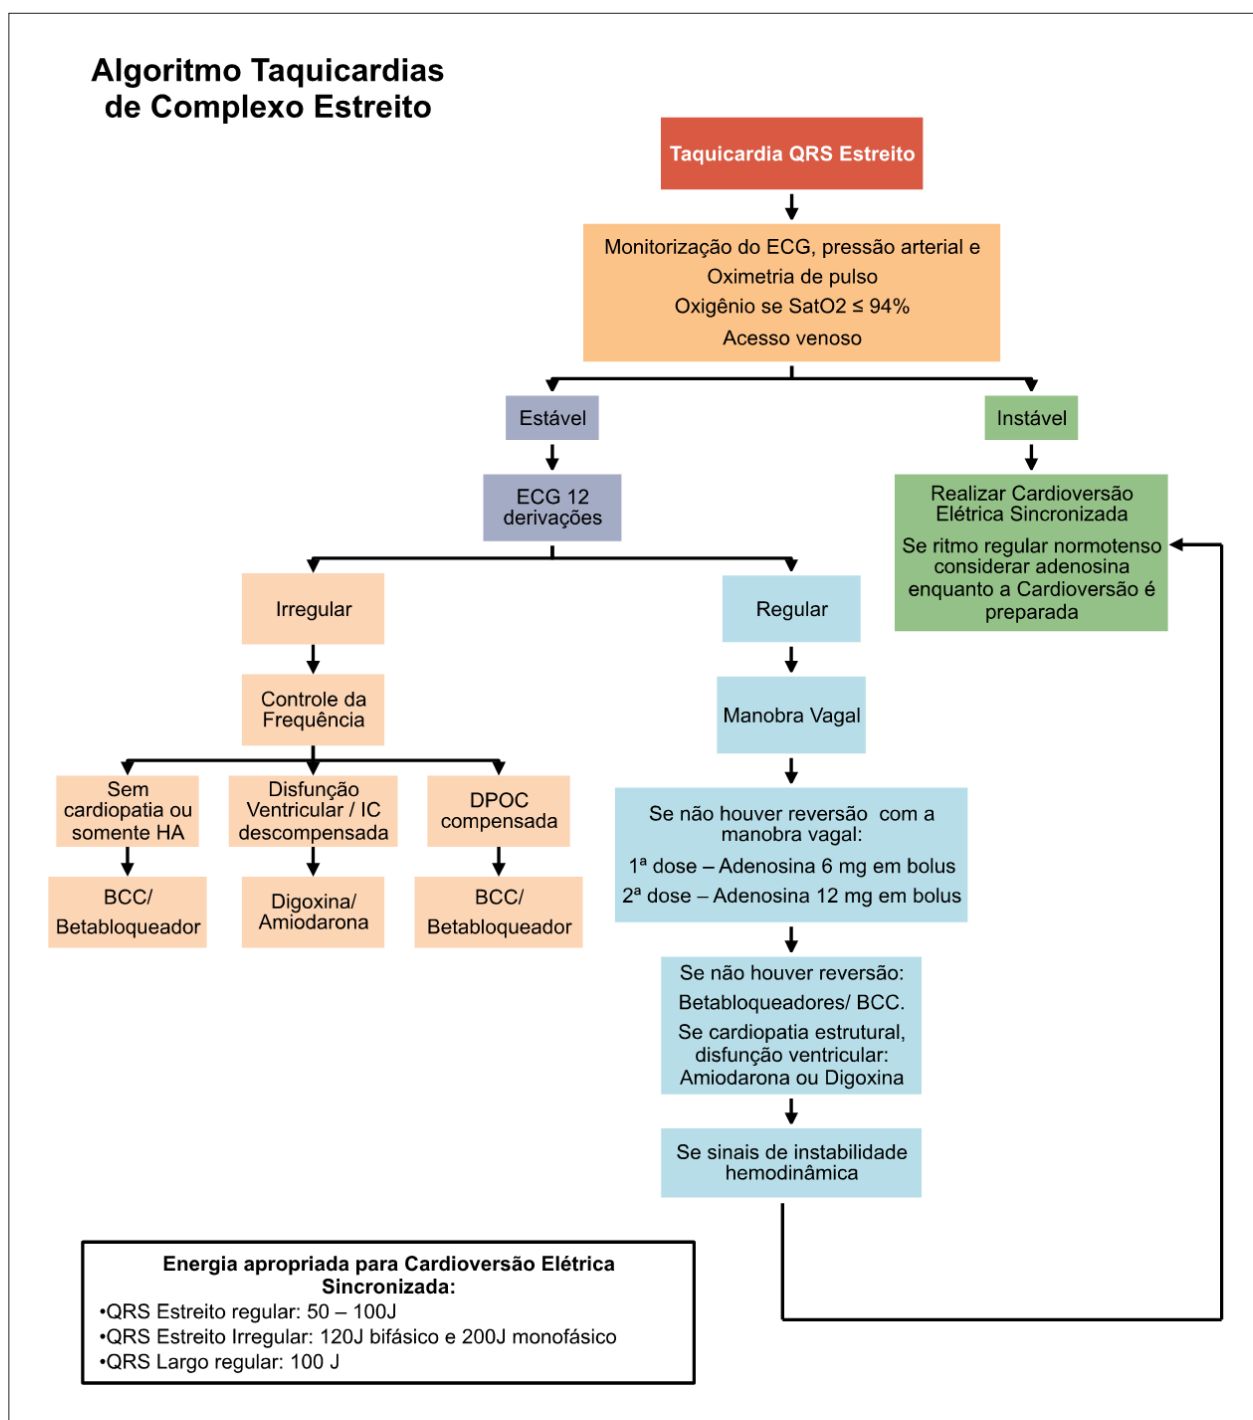 Algoritmo Taquicardias
de Complexo Estreito
Taquicardia QRS Estreito
Monitorização do ECG, pressão arterial e
Oximetria de pulso
Oxigênio se SatO2 ≤ 94%
Acesso venoso
Estável
Instável
ECG 12
derivações
Realizar Cardioversão
Elétrica Sincronizada
Se ritmo regular normotenso
considerar adenosina
enquanto a Cardioversão é
preparada
Irregular
Regular
Controle da
Frequência
Manobra Vagal
Sem
cardiopatia ou
somente HA
Disfunção
Ventricular / IC
descompensada
DPOC
compensada
BCC/
Betabloqueador
Digoxina/
Amiodarona
BCC/
Betabloqueador
Se não houver reversão com a
manobra vagal:
1ª dose – Adenosina 6 mg em bolus
2ª dose – Adenosina 12 mg em bolus
Se não houver reversão:
Betabloqueadores/ BCC.
Se cardiopatia estrutural,
disfunção ventricular:
Amiodarona ou Digoxina
Se sinais de instabilidade
hemodinâmica
Energia apropriada para Cardioversão Elétrica
Sincronizada:
•QRS Estreito regular: 50 – 100J
•QRS Estreito Irregular: 120J bifásico e 200J monofásico
•QRS Largo regular: 100 J